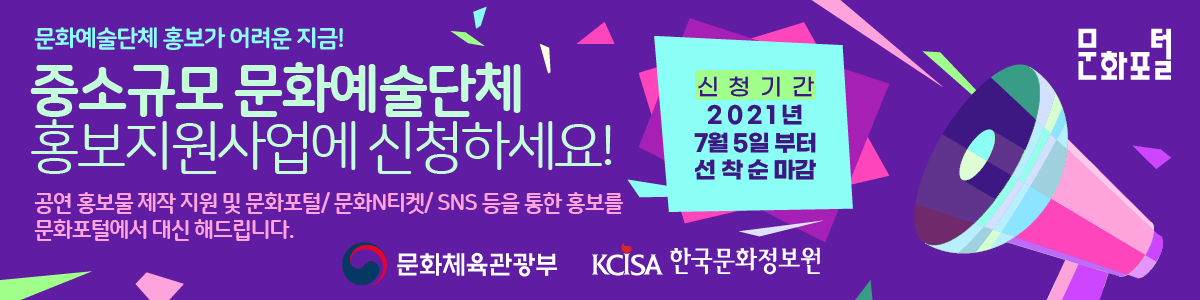 문화예술단체 홍보가 어려운 지금!
중소규모 문화예술단체
홍보지원사업에 신청하세요!
공연 홍보물 제작 지원 및 문화포털/ 문화N티켓/ SNS 등을 통한 홍보를
문화포털에서 대신 해드립니다.
신청기간
2021년
7월 5일 부터
선착순 마감
문화포털
문화체육관광부
KCISA 한국문화정보원